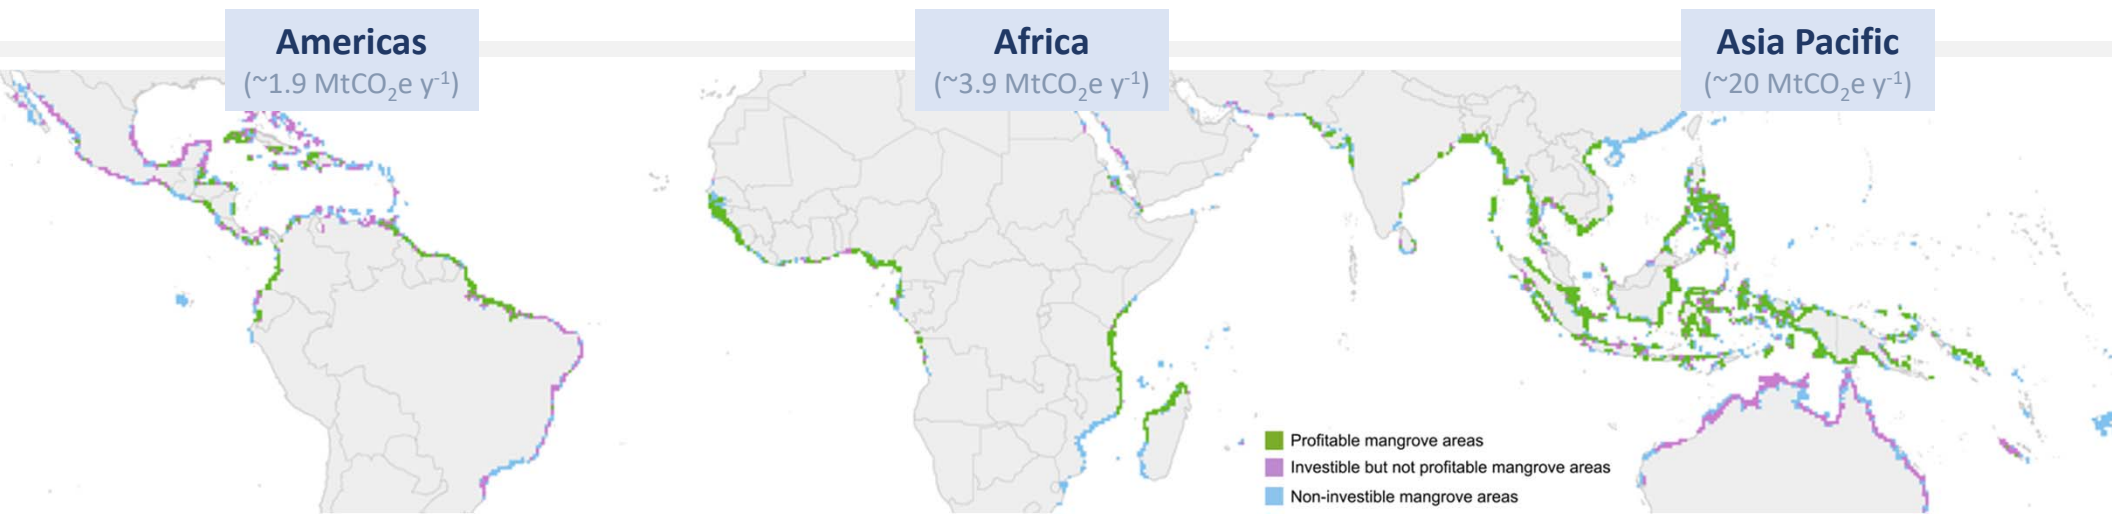 Americas
(~1.9 MtCO₂e y⁻¹)
Africa
(~3.9 MtCO₂e y⁻¹)
Asia Pacific
(~20 MtCO₂e y⁻¹)
Profitable mangrove areas
Investible but not profitable mangrove areas
Non-investible mangrove areas